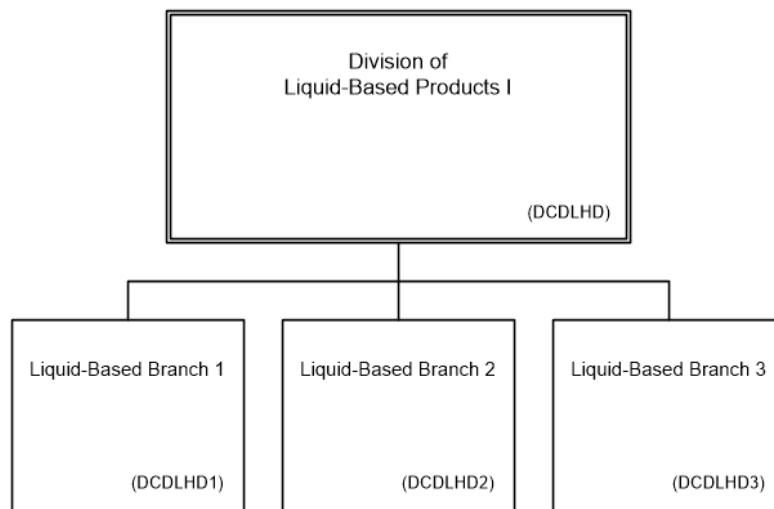 Division of
Liquid-Based Products I
(DCDLHD)
Liquid-Based Branch 1
Liquid-Based Branch 2
Liquid-Based Branch 3
(DCDLHD1)
(DCDLHD2)
(DCDLHD3)